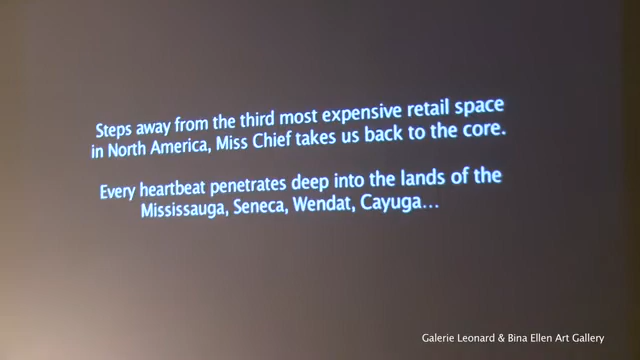 Steps away from the third most expensive retail space
in North America, Miss Chief takes us back to the core.
Every heartbeat penetrates deep into the lands of the
Mississauga, Seneca, Wendat, Cayuga...
Galerie Leonard & Bina Ellen Art Gallery